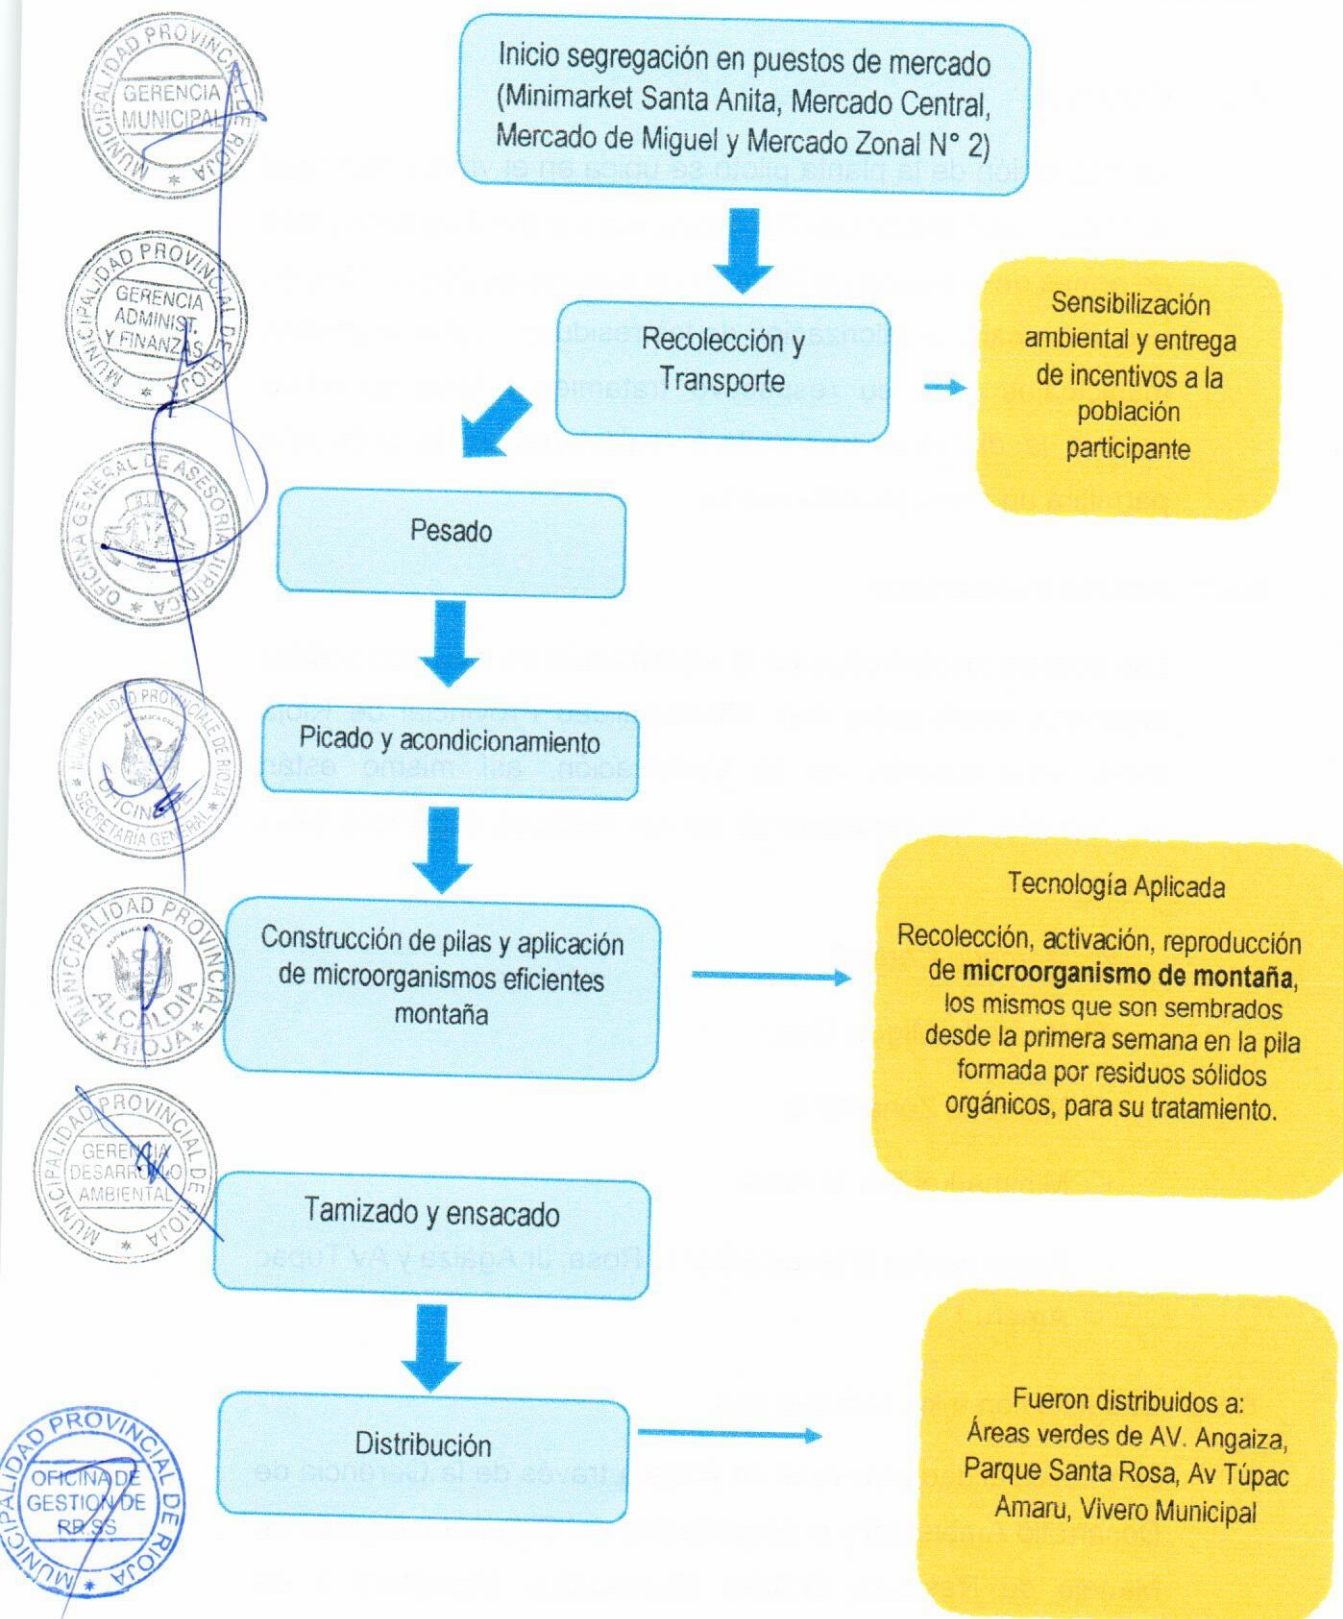 Inicio segregación en puestos de mercado
(Minimarket Santa Anita, Mercado Central,
Mercado de Miguel y Mercado Zonal N° 2)
Recolección y
Transporte
Sensibilización
ambiental y entrega
de incentivos a la
población
participante
Pesado
Picado y acondicionamiento
Construcción de pilas y aplicación
de microorganismos eficientes
montaña
Tecnología Aplicada
Recolección, activación, reproducción
de microorganismo de montaña,
los mismos que son sembrados
desde la primera semana en la pila
formada por residuos sólidos
orgánicos, para su tratamiento.
Tamizado y ensacado
Distribución
Fueron distribuidos a:
Áreas verdes de AV. Angaiza,
Parque Santa Rosa, Av Túpac
Amaru, Vivero Municipal
MUNICIPALIDAD PROVINCIAL DE RIOJA
GERENCIA
MUNICIPAL
MUNICIPALIDAD PROVINCIAL DE RIOJA
GERENCIA
ADMINIST.
Y FINANZAS
OFICINA GENERAL DE ASESORIA JURIDICA
MUNICIPALIDAD PROVINCIAL DE RIOJA
OFICINA DE
SECRETARIA GENERAL
MUNICIPALIDAD PROVINCIAL
ALCALDIA
RIOJA
MUNICIPALIDAD PROVINCIAL DE RIOJA
GERENCIA
DESARROLLO
AMBIENTAL
MUNICIPALIDAD PROVINCIAL DE RIOJA
OFICINA DE
GESTION DE
RR.SS